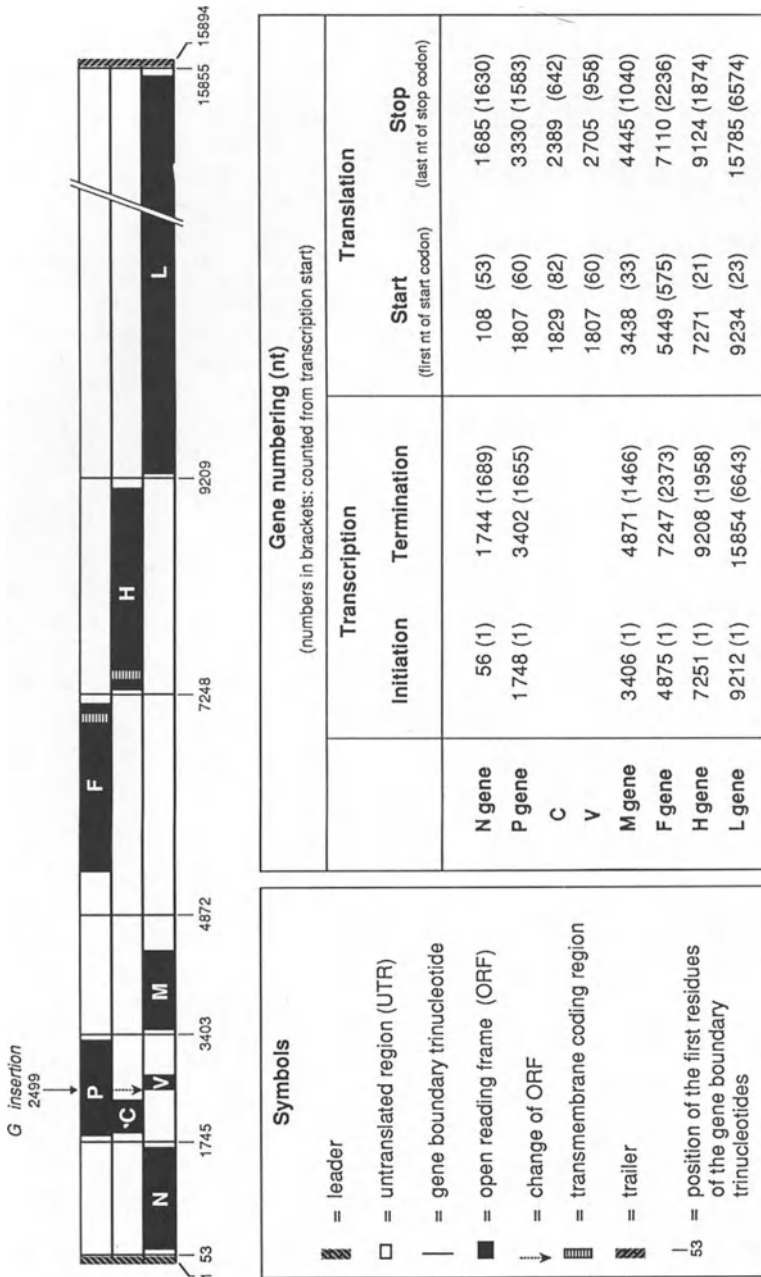 G insertion
2499
P
F
C
H
N
V
M
L
1
53
1745
3403
4872
7248
9209
15855
15894
Symbols
= leader
= untranslated region (UTR)
= gene boundary trinucleotide
= open reading frame (ORF)
= change of ORF
= transmembrane coding region
= trailer
53 = position of the first residues
of the gene boundary
trinucleotides
Gene numbering (nt)
(numbers in brackets: counted from transcription start)
Transcription Translation
Initiation Termination Start Stop
(first nt of start codon) (last nt of stop codon)
N gene 56 (1) 1744 (1689) 108 (53) 1685 (1630)
P gene 1748 (1) 3402 (1655) 1807 (60) 3330 (1583)
C 1829 (82) 2389 (642)
V 1807 (60) 2705 (958)
M gene 3406 (1) 4871 (1466) 3438 (33) 4445 (1040)
F gene 4875 (1) 7247 (2373) 5449 (575) 7110 (2236)
H gene 7251 (1) 9208 (1958) 7271 (21) 9124 (1874)
L gene 9212 (1) 15854 (6643) 9234 (23) 15785 (6574)